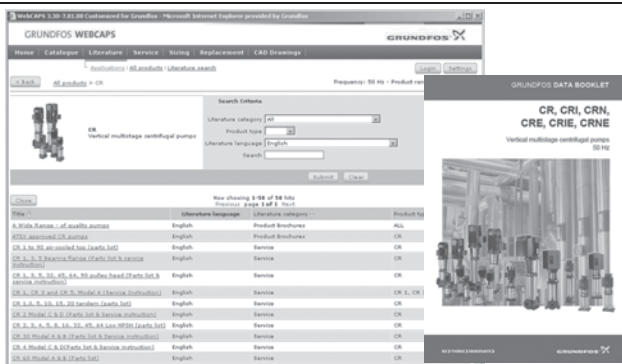 WebCAPS 3.30-7.01.00 Customized for Grundfos - Microsoft Internet Explorer provided by Grundfos
GRUNDFOS WEBCAPS
GRUNDFOS
Home Catalogue Literature Service Sizing Replacement CAD Drawings
Applications | All products | Literature search
Login Settings
< Back All products > CR
Frequency: 50 Hz - Product
CR
Vertical multistage centrifugal pumps
Search Criteria
Literature category All
Product type
Literature language English
Search
Submit Clear
Close
Now showing 1-58 of 58 hits
Previous page 1 of 1 Next
Title Literature language Literature category Product
A Wide Range - of quality pumps English Product Brochures ALL
ATEX approved CR pumps English Product Brochures CR
CR 1 to 90 air-cooled top (parts list) English Service CR
CR 1, 3, 5 Bearing flange (Parts list & service instruction) English Service CR
CR 1, 3, 5, 32, 45, 64, 90 pulley head (Parts list & service instruction) English Service CR
CR 1, CR 3 and CR 5, Model A (Service Instruction) English Service CR 1, CR
CR 1.0, 5, 10, 15, 20 tandem (parts list) English Service CR
CR 2 Model C & D (Parts list & Service instruction) English Service CR
CR 2, 3, 4, 5, 8, 16, 32, 45, 64 Low NPSH (parts list) English Service CR
CR 30 Model A & B (Parts list & Service instruction) English Service CR
CR 4 Model C & D(Parts list & Service instruction) English Service CR
CR 60 Model A & B (Parts list) English Service CR
GRUNDFOS DATA BOOKLET
CR, CRI, CRN,
CRE, CRIE, CRNE
Vertical multistage centrifugal pumps
50 Hz
BE > THINK > INNOVATE >
GRUNDFOS